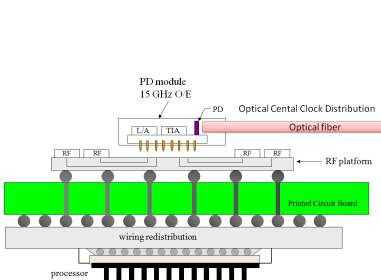 PD module
15 GHz O/E
PD
Optical Cental Clock Distribution
L/A
TIA
Optical fiber
RF
RF
RF
RF
RF platform
Printed Circuit Board
wiring redistribution
processor